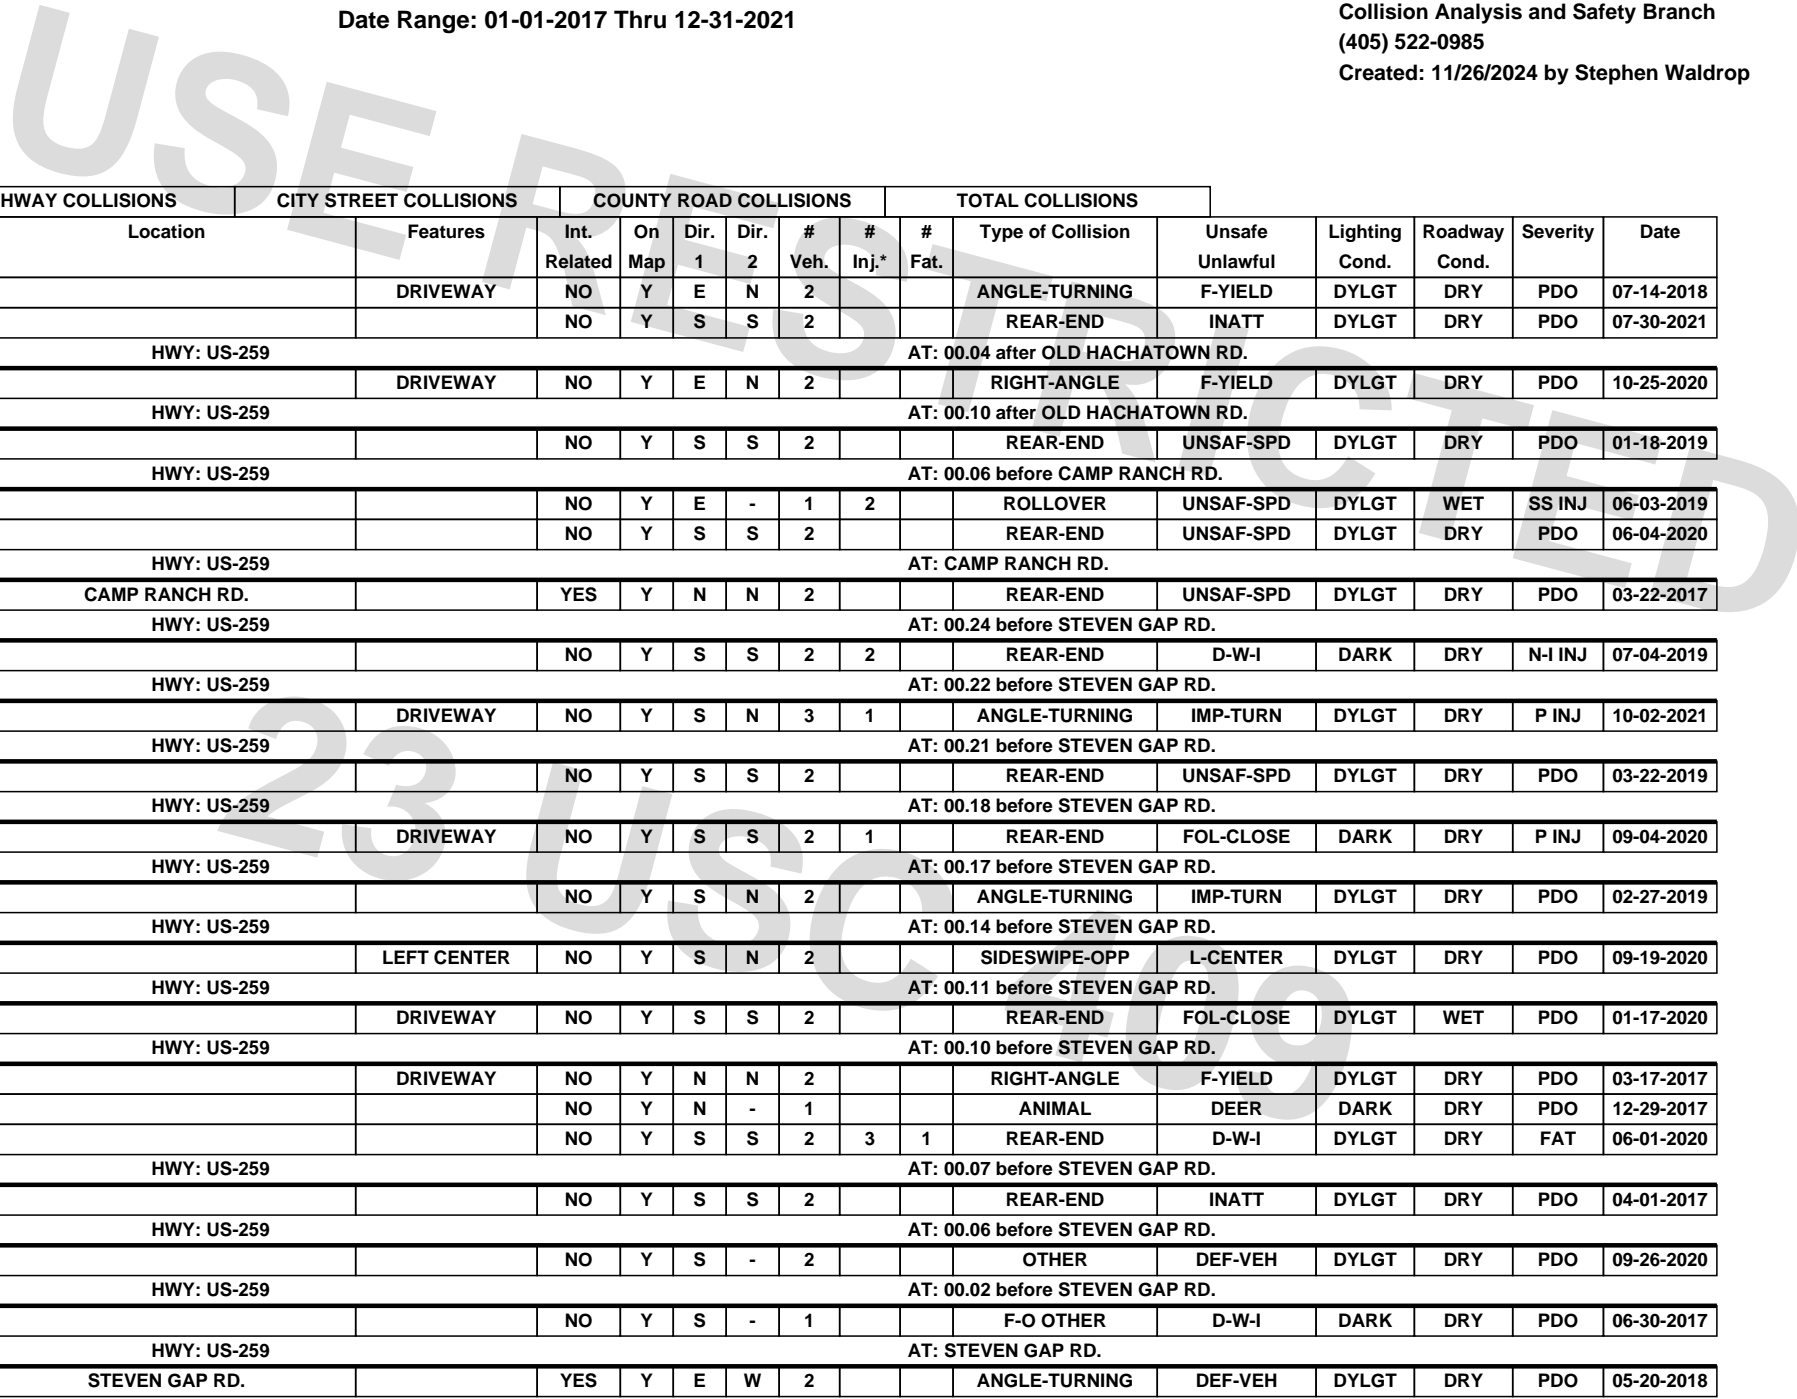 Date Range: 01-01-2017 Thru 12-31-2021
Collision Analysis and Safety Branch
(405) 522-0985
Created: 11/26/2024 by Stephen Waldrop
USE RESTRICTED
23 USC 409
HWAY COLLISIONS CITY STREET COLLISIONS COUNTY ROAD COLLISIONS TOTAL COLLISIONS
Location Features Int. On Dir. Dir. # # # Type of Collision Unsafe Lighting Roadway Severity Date
Related Map 1 2 Veh. Inj.* Fat. Unlawful Cond. Cond.
DRIVEWAY NO Y E N 2 ANGLE-TURNING F-YIELD DYLGT DRY PDO 07-14-2018
NO Y S S 2 REAR-END INATT DYLGT DRY PDO 07-30-2021
HWY: US-259 AT: 00.04 after OLD HACHATOWN RD.
DRIVEWAY NO Y E N 2 RIGHT-ANGLE F-YIELD DYLGT DRY PDO 10-25-2020
HWY: US-259 AT: 00.10 after OLD HACHATOWN RD.
NO Y S S 2 REAR-END UNSAF-SPD DYLGT DRY PDO 01-18-2019
HWY: US-259 AT: 00.06 before CAMP RANCH RD.
NO Y E - 1 2 ROLLOVER UNSAF-SPD DYLGT WET SS INJ 06-03-2019
NO Y S S 2 REAR-END UNSAF-SPD DYLGT DRY PDO 06-04-2020
HWY: US-259 AT: CAMP RANCH RD.
CAMP RANCH RD. YES Y N N 2 REAR-END UNSAF-SPD DYLGT DRY PDO 03-22-2017
HWY: US-259 AT: 00.24 before STEVEN GAP RD.
NO Y S S 2 2 REAR-END D-W-I DARK DRY N-I INJ 07-04-2019
HWY: US-259 AT: 00.22 before STEVEN GAP RD.
DRIVEWAY NO Y S N 3 1 ANGLE-TURNING IMP-TURN DYLGT DRY P INJ 10-02-2021
HWY: US-259 AT: 00.21 before STEVEN GAP RD.
NO Y S S 2 REAR-END UNSAF-SPD DYLGT DRY PDO 03-22-2019
HWY: US-259 AT: 00.18 before STEVEN GAP RD.
DRIVEWAY NO Y S S 2 1 REAR-END FOL-CLOSE DARK DRY P INJ 09-04-2020
HWY: US-259 AT: 00.17 before STEVEN GAP RD.
NO Y S N 2 ANGLE-TURNING IMP-TURN DYLGT DRY PDO 02-27-2019
HWY: US-259 AT: 00.14 before STEVEN GAP RD.
LEFT CENTER NO Y S N 2 SIDESWIPE-OPP L-CENTER DYLGT DRY PDO 09-19-2020
HWY: US-259 AT: 00.11 before STEVEN GAP RD.
DRIVEWAY NO Y S S 2 REAR-END FOL-CLOSE DYLGT WET PDO 01-17-2020
HWY: US-259 AT: 00.10 before STEVEN GAP RD.
DRIVEWAY NO Y N N 2 RIGHT-ANGLE F-YIELD DYLGT DRY PDO 03-17-2017
NO Y N - 1 ANIMAL DEER DARK DRY PDO 12-29-2017
NO Y S S 2 3 1 REAR-END D-W-I DYLGT DRY FAT 06-01-2020
HWY: US-259 AT: 00.07 before STEVEN GAP RD.
NO Y S S 2 REAR-END INATT DYLGT DRY PDO 04-01-2017
HWY: US-259 AT: 00.06 before STEVEN GAP RD.
NO Y S - 2 OTHER DEF-VEH DYLGT DRY PDO 09-26-2020
HWY: US-259 AT: 00.02 before STEVEN GAP RD.
NO Y S - 1 F-O OTHER D-W-I DARK DRY PDO 06-30-2017
HWY: US-259 AT: STEVEN GAP RD.
STEVEN GAP RD. YES Y E W 2 ANGLE-TURNING DEF-VEH DYLGT DRY PDO 05-20-2018